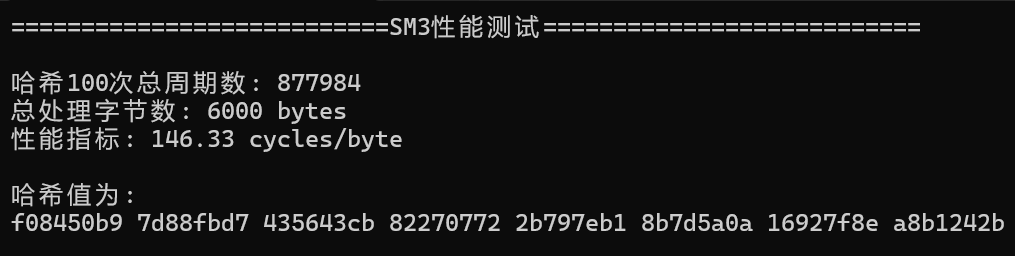 ===========================SM3性能测试===========================
哈希100次总周期数: 877984
总处理字节数: 6000 bytes
性能指标: 146.33 cycles/byte
哈希值为:
f08450b9 7d88fbd7 435643cb 82270772 2b797eb1 8b7d5a0a 16927f8e a8b1242b